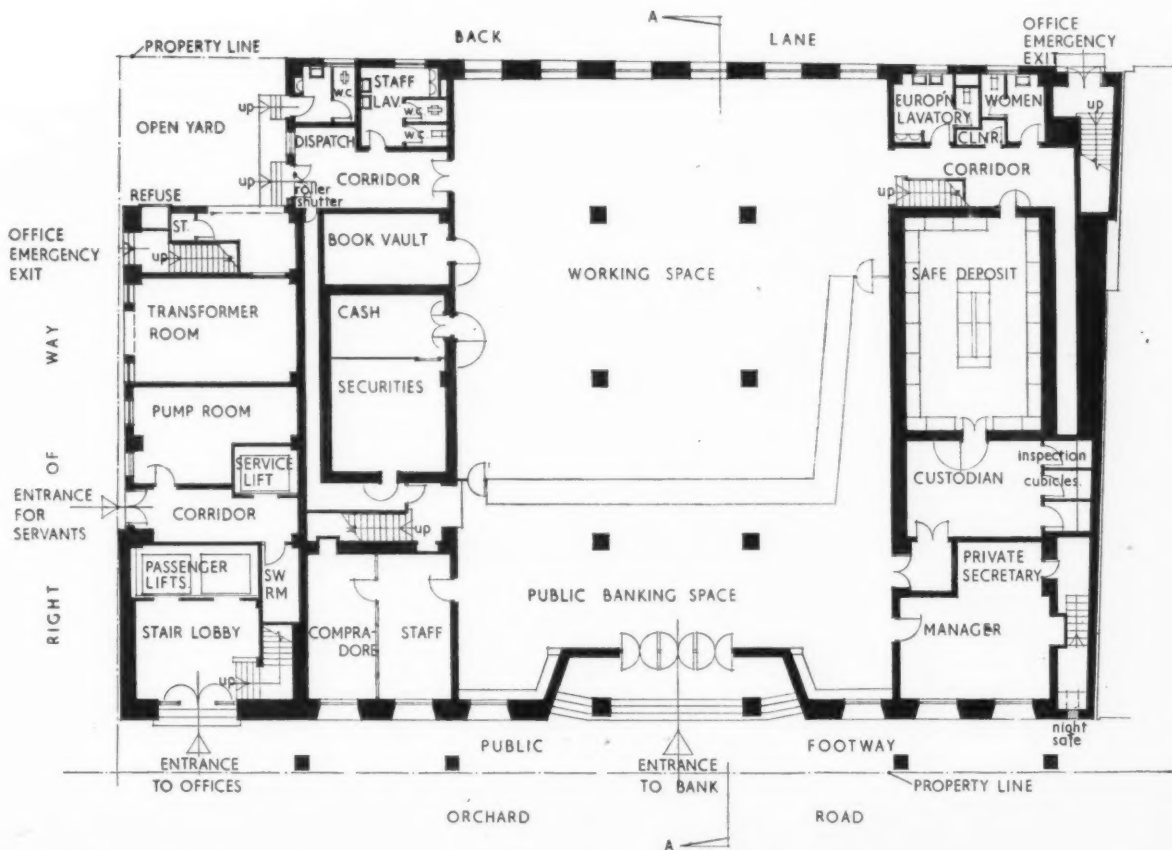 A
BACK LANE
OFFICE
EMERGENCY
EXIT
PROPERTY LINE
up
w.c.
STAFF
LAV.
w.c.
w.c.
EUROP'N
LAVATORY
WOMEN
CLNR.
up
OPEN YARD
DISPATCH
up
roller
shutter
CORRIDOR
CORRIDOR
up
REFUSE
ST.
up
OFFICE
EMERGENCY
EXIT
BOOK VAULT
WORKING SPACE
SAFE DEPOSIT
TRANSFORMER
ROOM
CASH
SECURITIES
RIGHT OF WAY
PUMP ROOM
SERVICE
LIFT
CUSTODIAN
inspection
cubicles.
ENTRANCE
FOR
SERVANTS
CORRIDOR
up
PASSENGER
LIFTS.
SW
RM
PRIVATE
SECRETARY
PUBLIC BANKING SPACE
STAIR LOBBY
up
COMPRA-
DORE
STAFF
MANAGER
night
safe
PUBLIC FOOTWAY
ENTRANCE
TO OFFICES
ENTRANCE
TO BANK
PROPERTY LINE
ORCHARD ROAD
A